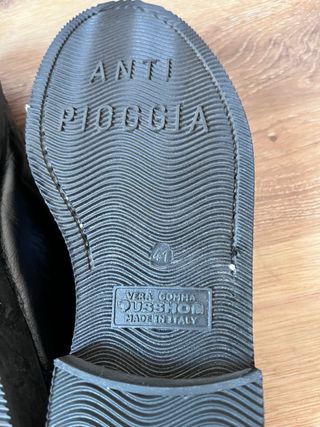 ANTI
PIOGGIA
41
VERA GOMMA
MADE IN ITALY